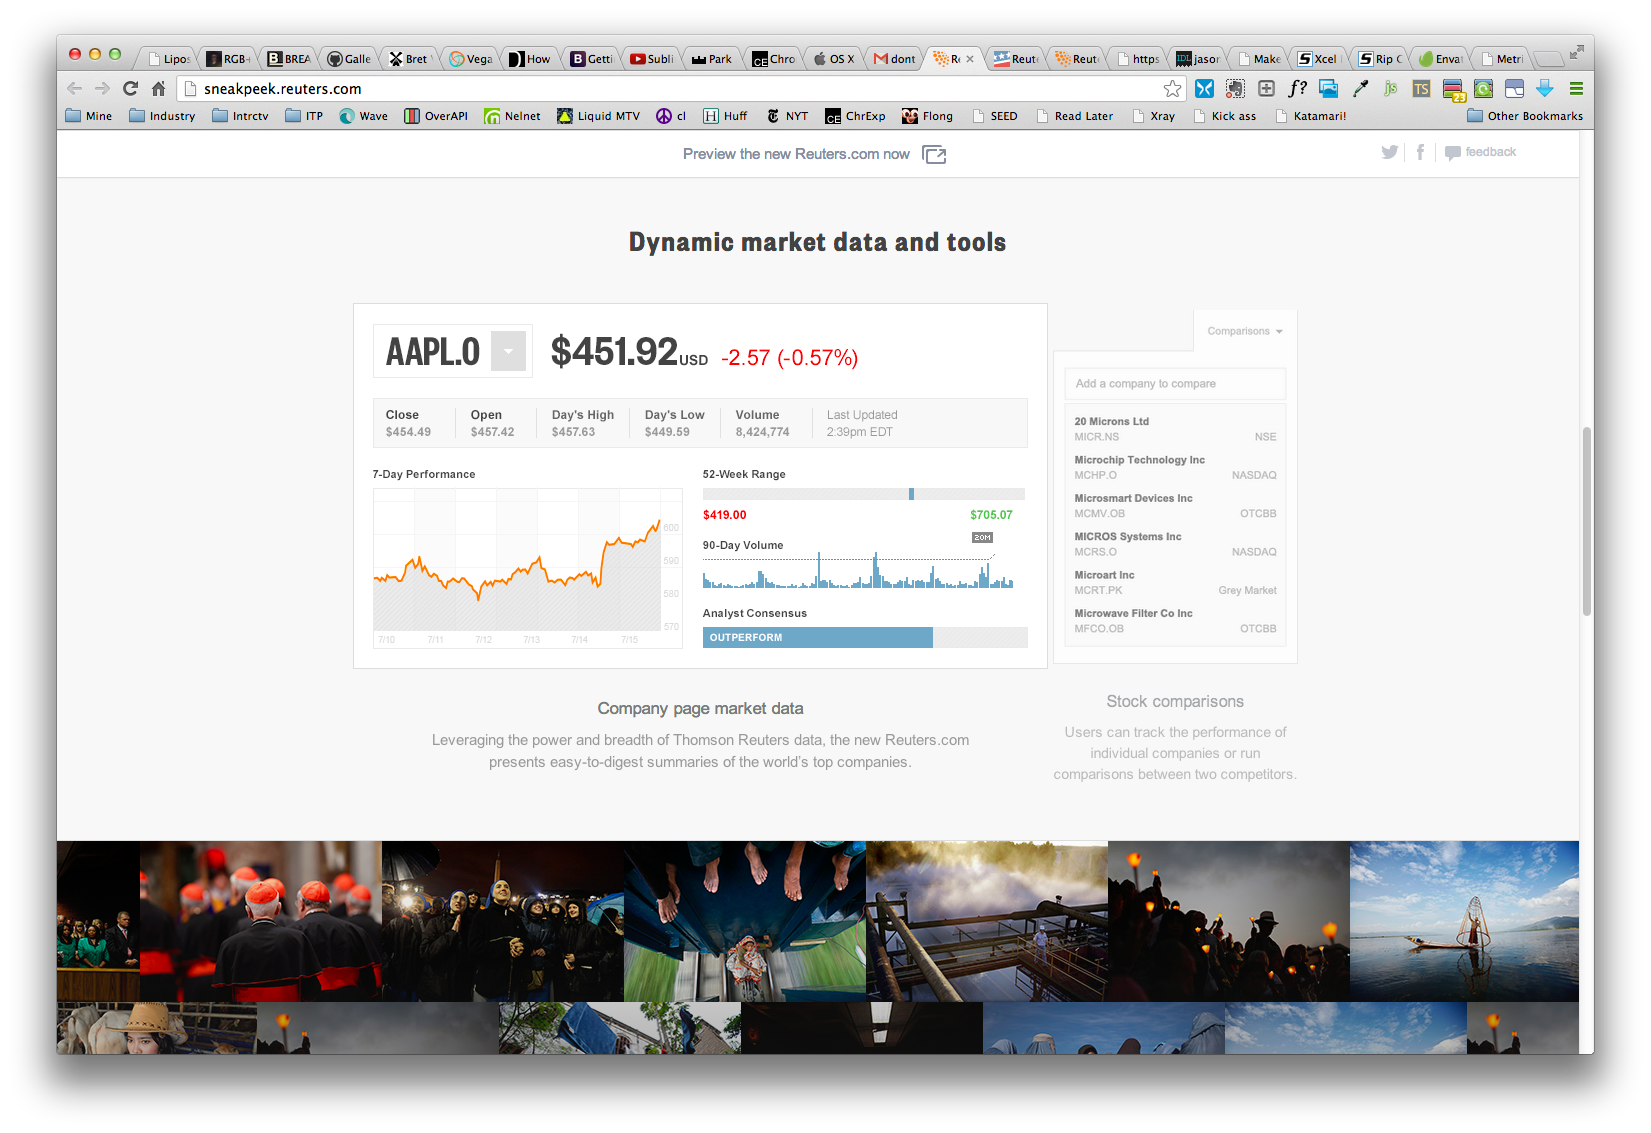 Lipos
RGB+
BREA
Galle
Bret
Vega
How
Getti
Subli
Park
Chro
OS X
dont
Re
Reute
Reute
https
jason
Make
Xcel
Rip C
Envat
Metri
sneakpeek.reuters.com
Mine Industry Intrctv ITP Wave OverAPI Nelnet Liquid MTV cl Huff NYT ChrExp Flong SEED Read Later Xray Kick ass Katamari! Other Bookmarks
Preview the new Reuters.com now
feedback
Dynamic market data and tools
AAPL.O $451.92 USD -2.57 (-0.57%)
Close Open Day's High Day's Low Volume Last Updated
$454.49 $457.42 $457.63 $449.59 8,424,774 2:39pm EDT
7-Day Performance
600
590
580
570
7/10 7/11 7/12 7/13 7/14 7/15
52-Week Range
$419.00 $705.07
20M
90-Day Volume
Analyst Consensus
OUTPERFORM
Comparisons
Add a company to compare
20 Microns Ltd
MICR.NS NSE
Microchip Technology Inc
MCHP.O NASDAQ
Microsmart Devices Inc
MCMV.OB OTCBB
MICROS Systems Inc
MCRS.O NASDAQ
Microart Inc
MCRT.PK Grey Market
Microwave Filter Co Inc
MFCO.OB OTCBB
Company page market data
Leveraging the power and breadth of Thomson Reuters data, the new Reuters.com
presents easy-to-digest summaries of the world's top companies.
Stock comparisons
Users can track the performance of
individual companies or run
comparisons between two competitors.